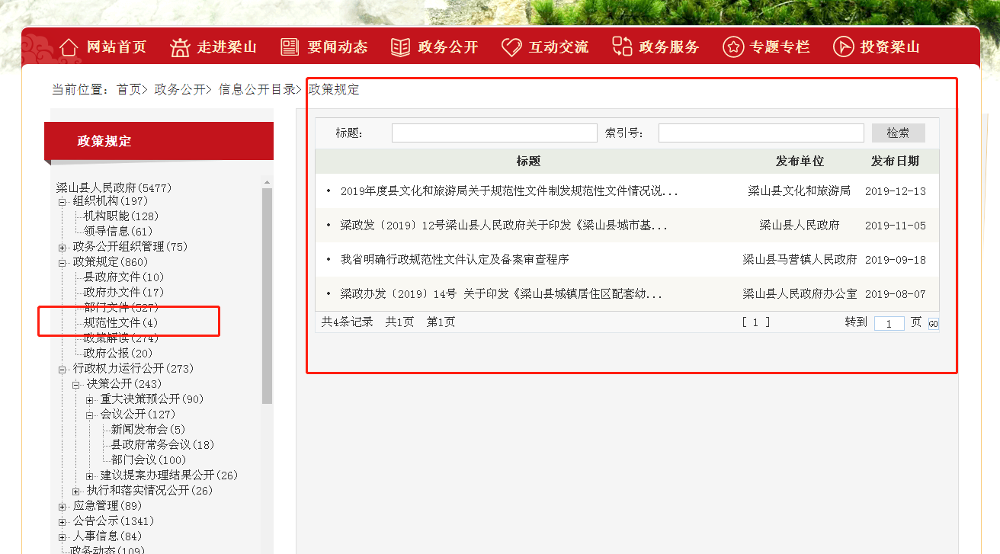 网站首页 走进梁山 要闻动态 政务公开 互动交流 政务服务 专题专栏 投资梁山
当前位置：首页> 政务公开> 信息公开目录> 政策规定
政策规定
梁山县人民政府(5477)
组织机构(197)
机构职能(128)
领导信息(61)
政务公开组织管理(75)
政策规定(860)
县政府文件(10)
政府办文件(17)
部门文件(527)
规范性文件(4)
政策解读(274)
政府公报(20)
行政权力运行公开(273)
决策公开(243)
重大决策预公开(90)
会议公开(127)
新闻发布会(5)
县政府常务会议(18)
部门会议(100)
建议提案办理结果公开(26)
执行和落实情况公开(26)
应急管理(89)
公告公示(1341)
人事信息(84)
政务动态(109)
标题： 索引号： 检索
标题 发布单位 发布日期
• 2019年度县文化和旅游局关于规范性文件制发规范性文件情况说... 梁山县文化和旅游局 2019-12-13
• 梁政发〔2019〕12号梁山县人民政府关于印发《梁山县城市基... 梁山县人民政府 2019-11-05
• 我省明确行政规范性文件认定及备案审查程序 梁山县马营镇人民政府 2019-09-18
• 梁政办发〔2019〕14号 关于印发《梁山县城镇居住区配套幼... 梁山县人民政府办公室 2019-08-07
共4条记录 共1页 第1页 [ 1 ] 转到 1 页 GO